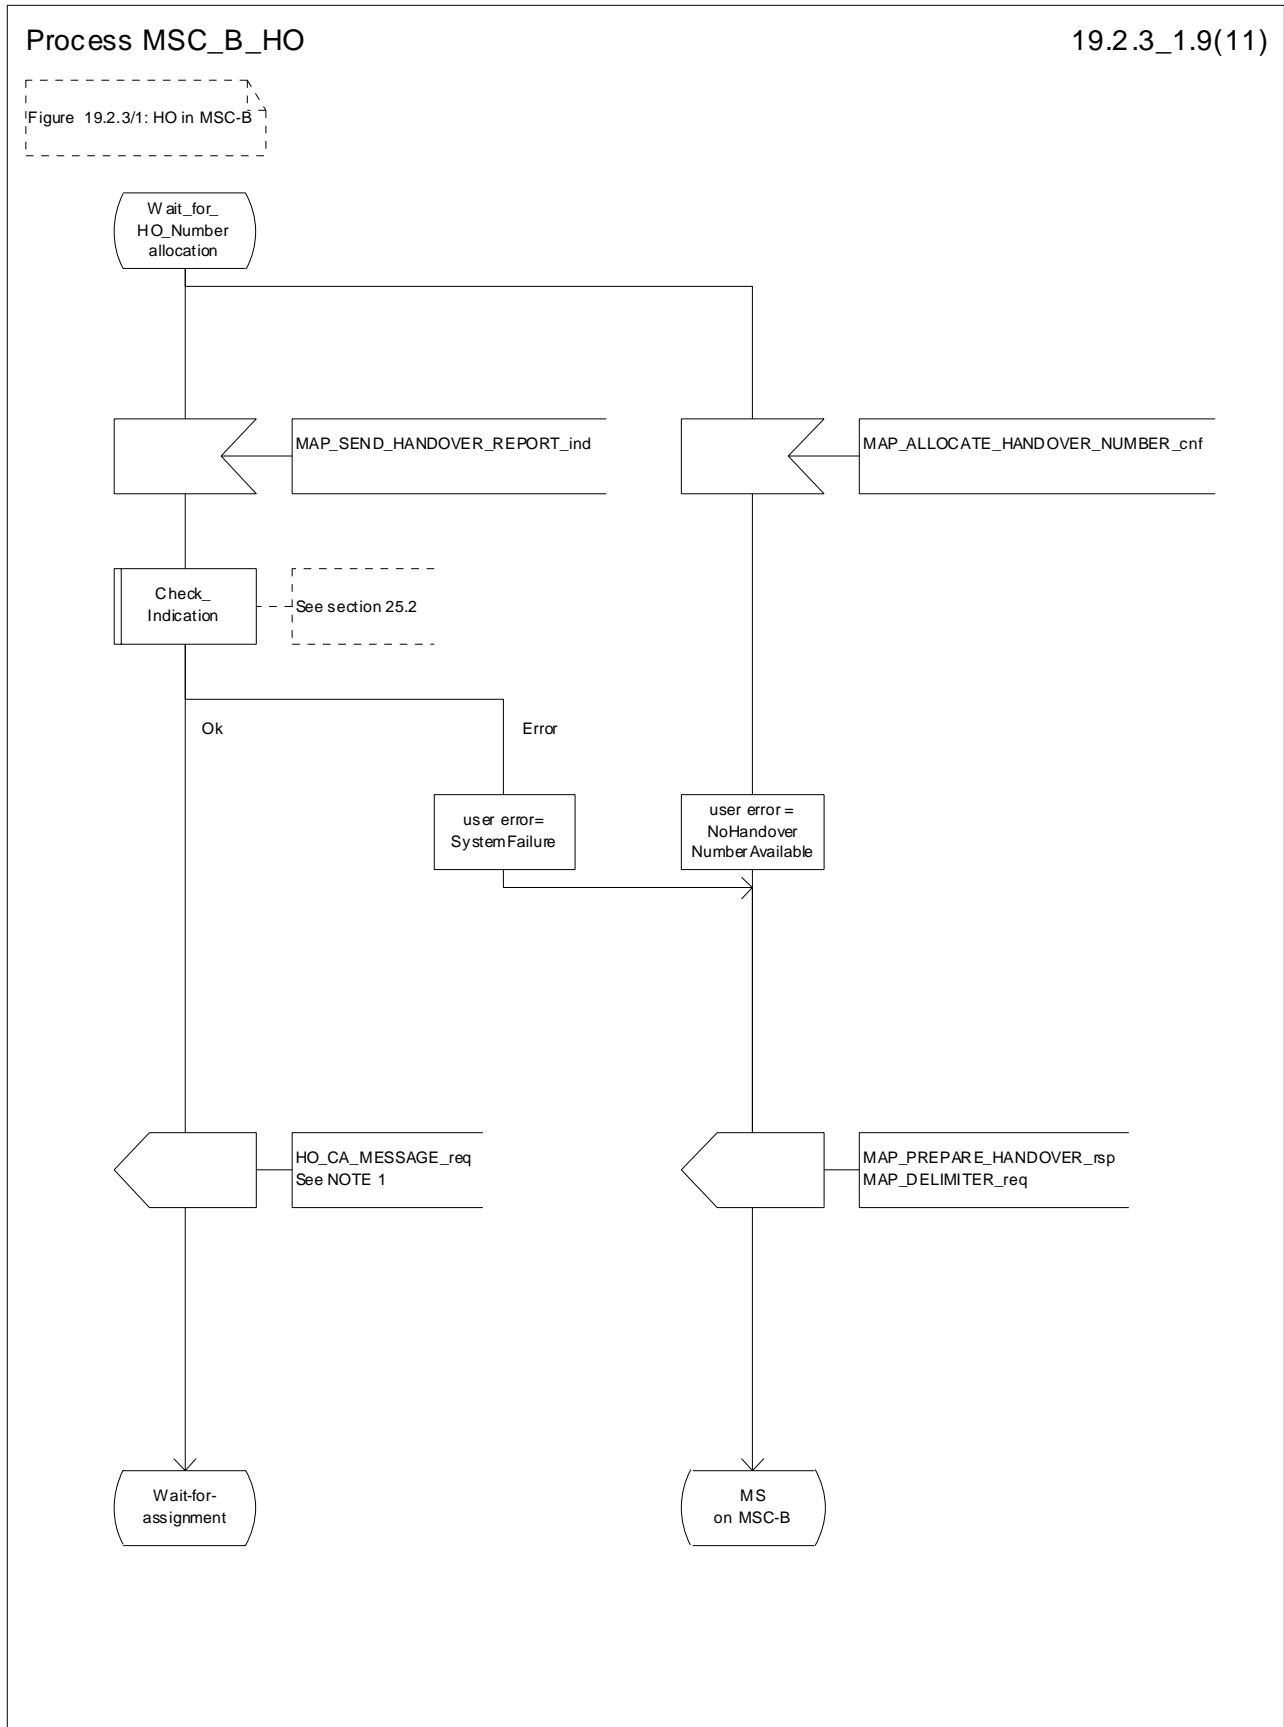 Process MSC_B_HO
19.2.3_1.9(11)
Figure 19.2.3/1: HO in MSC-B
Wait_for_
HO_Number
allocation
MAP_SEND_HANDOVER_REPORT_ind
MAP_ALLOCATE_HANDOVER_NUMBER_cnf
Check_
Indication
See section 25.2
Ok
Error
user error=
SystemFailure
user error =
NoHandover
NumberAvailable
HO_CA_MESSAGE_req
See NOTE 1
MAP_PREPARE_HANDOVER_rsp
MAP_DELIMITER_req
Wait-for-
assignment
MS
on MSC-B